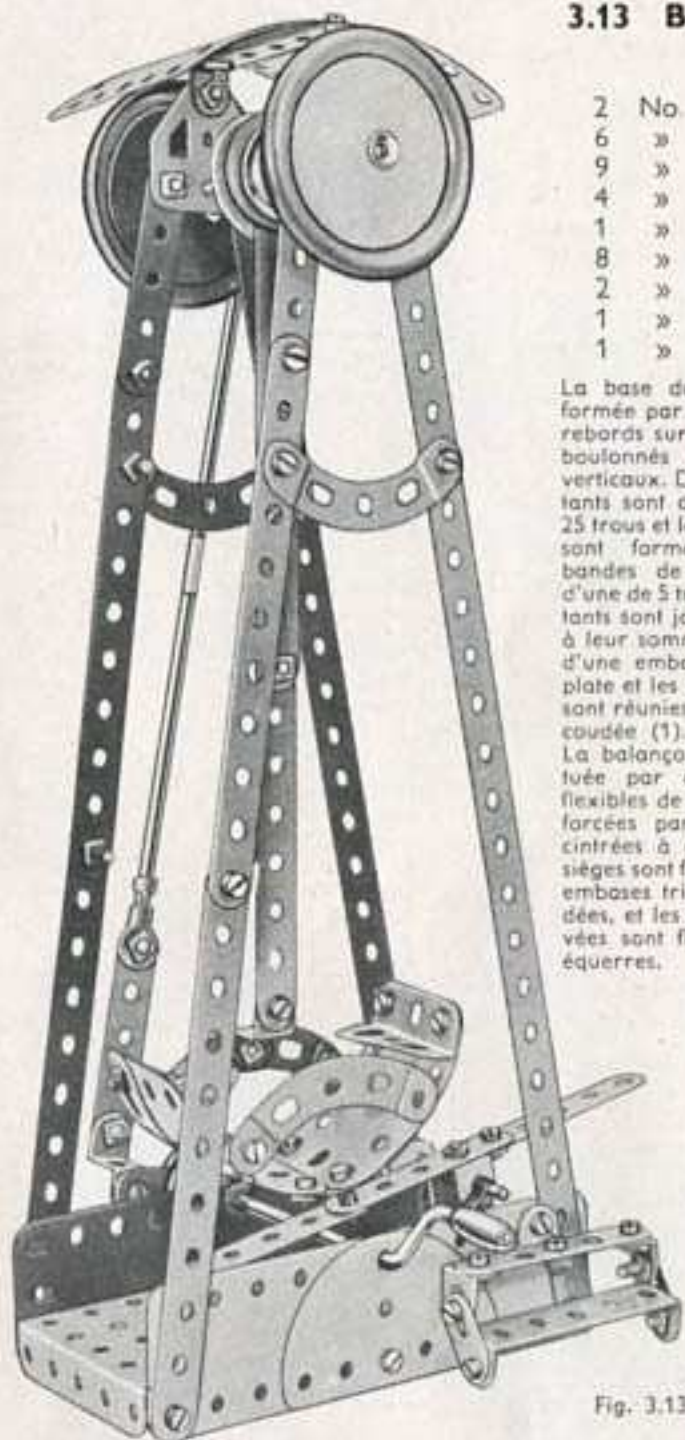 3.13 B
2 No.
6 »
9 »
4 »
1 »
8 »
2 »
1 »
1 »
La base d
formée par
rebords sur
boulonnés
verticaux. D
tants sont c
25 trous et l
sont forme
bandes de
d'une de 5 t
tants sont jo
à leur somm
d'une emba
plate et les
sont réunies
coudée (1).
La balanço
tuée par
flexibles de
forcées par
cintrées à
sièges sont f
embases tri
dées, et les
vées sont f
équerres.
Fig. 3.13